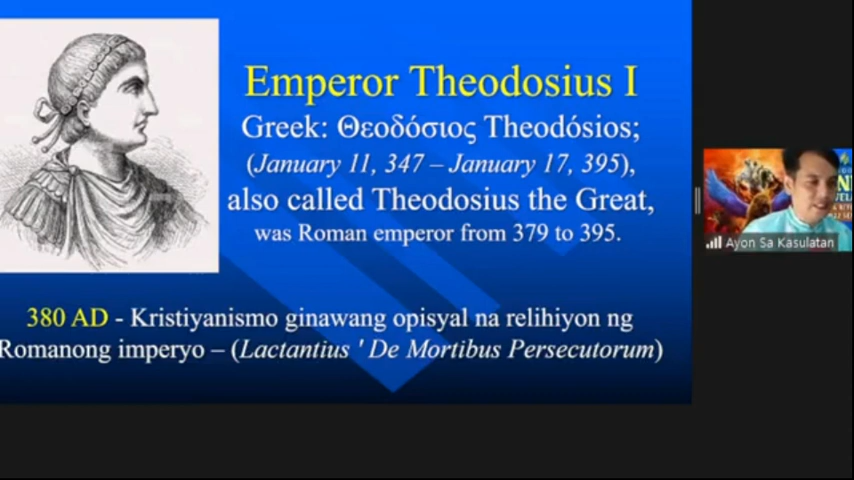 Emperor Theodosius I
Greek: Θεοδόσιος Theodósios;
(January 11, 347 – January 17, 395),
also called Theodosius the Great,
was Roman emperor from 379 to 395.
380 AD - Kristiyanismo ginawang opisyal na relihiyon ng
Romanong imperyo – (Lactantius ' De Mortibus Persecutorum)
Ayon Sa Kasulatan